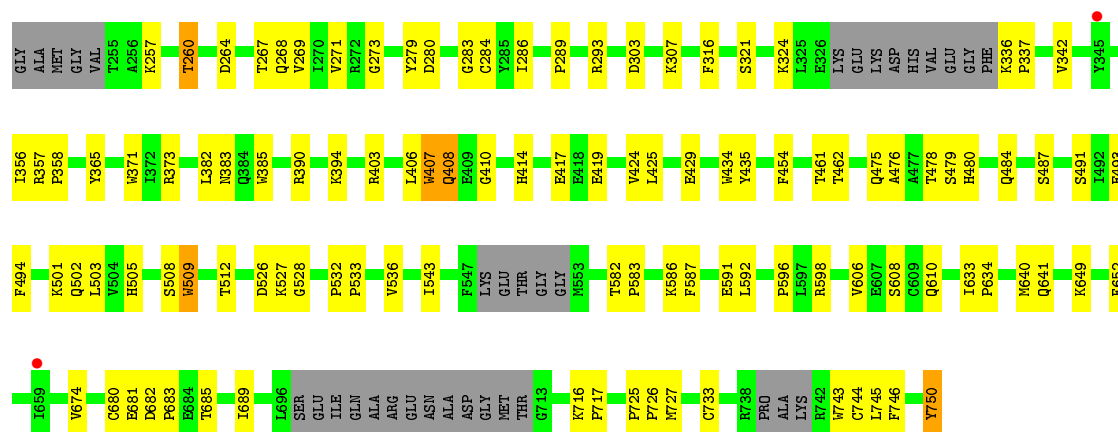 GLY ALA MET GLY VAL T255 A256 K257 T260 D264 T267 Q268 V269 I270 V271 R272 G273 Y279 D280 G283 C284 Y285 I286 P289 R293 D303 K307 F316 S321 K324 L325 E326 LYS GLU LYS ASP HIS VAL GLU GLY PHE K336 P337 V342 Y345
I356 R357 P358 Y365 W371 I372 R373 L382 N383 Q384 W385 R390 K394 R403 L406 W407 Q408 E409 G410 H414 E417 E418 E419 V424 L425 E429 W434 Y435 F454 T461 T462 Q475 A476 A477 T478 S479 H480 Q484 S487 S491 I492
F494 K501 Q502 L503 V504 H505 S508 W509 T512 D526 K527 G528 P532 P533 V536 I543 F547 LYS GLU THR GLY GLY M553 T582 P583 K586 F587 E591 L592 P596 L597 R598 V606 E607 S608 C609 Q610 I633 P634 M640 Q641 K649
I659 V674 C680 E681 D682 P683 E684 T685 I689 L696 SER GLU ILE GLN ALA ARG GLU ASN ALA ASP GLY MET THR G713 K716 P717 P725 P726 M727 C733 R738 PRO ALA LYS R742 W743 C744 L745 F746 Y750